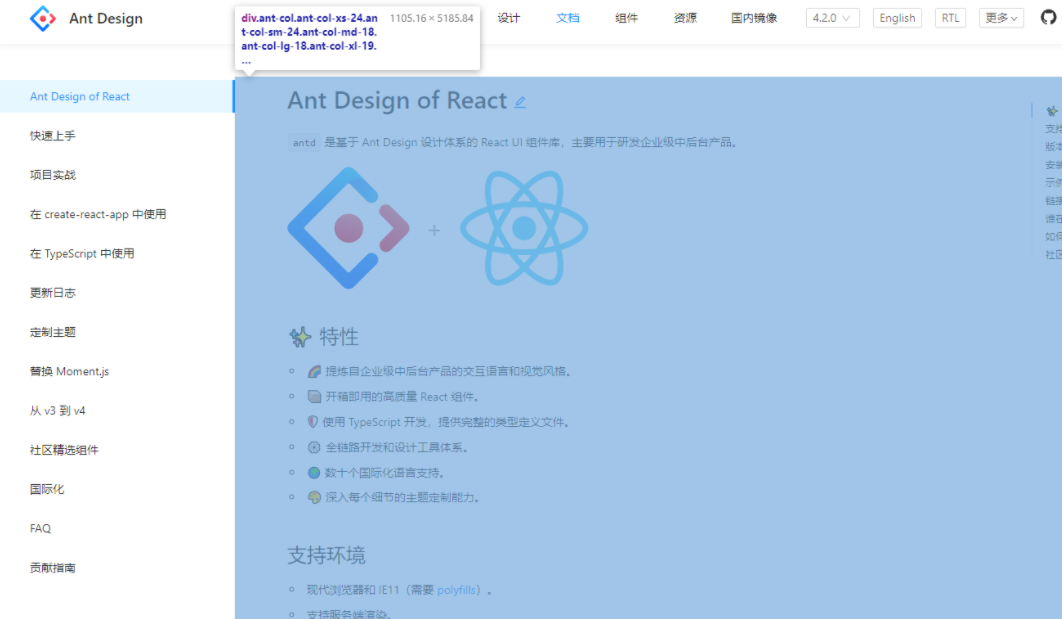 Ant Design
div.ant-col.ant-col-xs-24.an
t-col-sm-24.ant-col-md-18.
ant-col-lg-18.ant-col-xl-19.
...
1105.16 × 5185.84
设计 文档 组件 资源 国内镜像 4.2.0 English RTL 更多
Ant Design of React
快速上手
项目实战
在 create-react-app 中使用
在 TypeScript 中使用
更新日志
定制主题
替换 Moment.js
从 v3 到 v4
社区精选组件
国际化
FAQ
贡献指南
Ant Design of React
antd 是基于 Ant Design 设计体系的 React UI 组件库，主要用于研发企业级中后台产品。
+
特性
提炼自企业级中后台产品的交互语言和视觉风格。
开箱即用的高质量 React 组件。
使用 TypeScript 开发，提供完整的类型定义文件。
全链路开发和设计工具体系。
数十个国际化语言支持。
深入每个细节的主题定制能力。
支持环境
现代浏览器和 IE11（需要 polyfills）。
支持服务端渲染。
支持
版本
安装
示例
链接
谁在
如何
社区